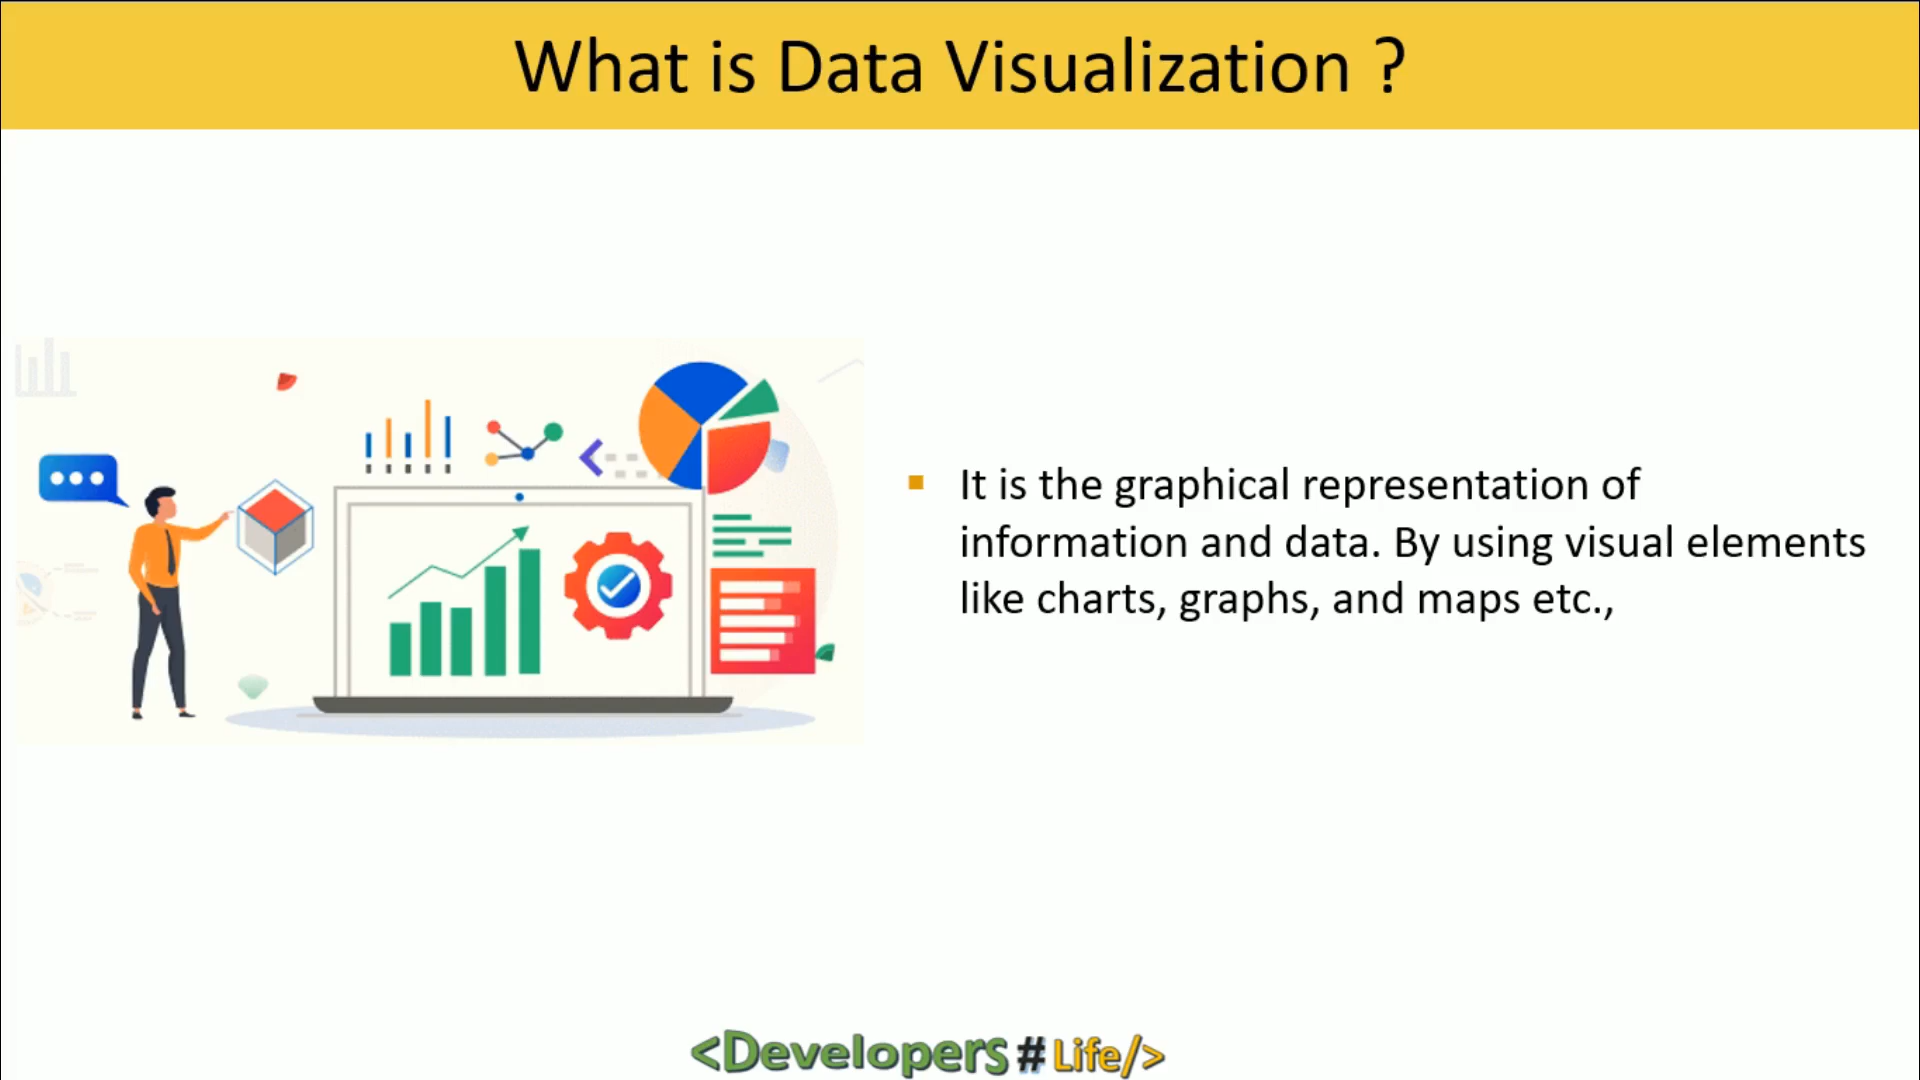 What is Data Visualization ?
It is the graphical representation of
information and data. By using visual elements
like charts, graphs, and maps etc.,
<Developers#Life/>